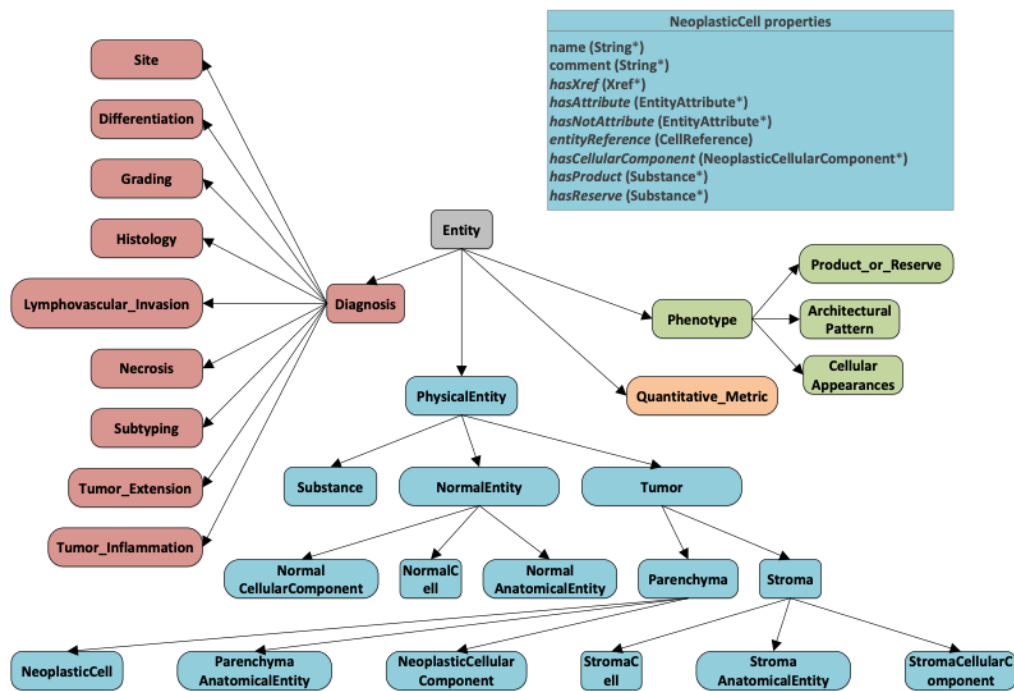 NeoplasticCell properties
name (String*)
comment (String*)
hasXref (Xref*)
hasAttribute (EntityAttribute*)
hasNotAttribute (EntityAttribute*)
entityReference (CellReference)
hasCellularComponent (NeoplasticCellularComponent*)
hasProduct (Substance*)
hasReserve (Substance*)
Site
Differentiation
Grading
Histology
Lymphovascular_Invasion
Necrosis
Subtyping
Tumor_Extension
Tumor_Inflammation
Entity
Diagnosis
Phenotype
Product_or_Reserve
Architectural
Pattern
Cellular
Appearances
Quantitative_Metric
PhysicalEntity
Substance
NormalEntity
Tumor
Normal
CellularComponent
NormalC
ell
Normal
AnatomicalEntity
Parenchyma
Stroma
NeoplasticCell
Parenchyma
AnatomicalEntity
NeoplasticCellular
Component
StromaC
ell
Stroma
AnatomicalEntity
StromaCellularC
omponent